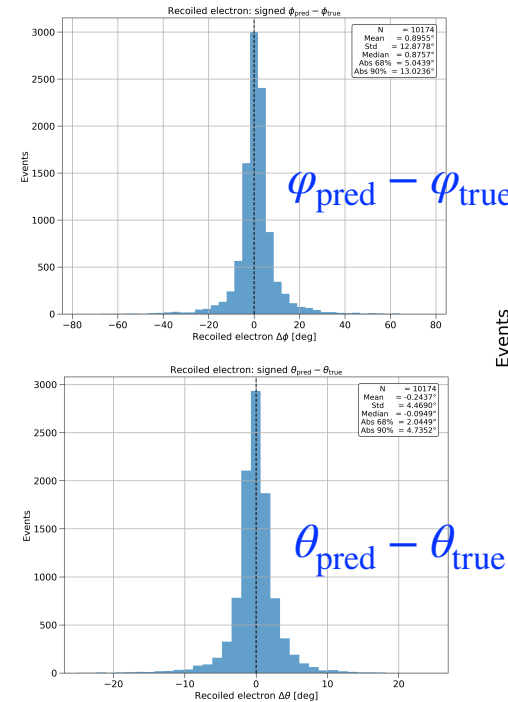 Recoiled electron: signed ϕpred − ϕtrue
N = 10174
Mean = 0.8955°
Std = 12.8778°
Median = 0.8757°
Abs 68% = 5.0439°
Abs 90% = 13.0236°
3000
2500
2000
1500
1000
500
0
Events
φpred − φtrue
−80 −60 −40 −20 0 20 40 60 80
Recoiled electron Δϕ [deg]
Events
Recoiled electron: signed θpred − θtrue
N = 10174
Mean = -0.2437°
Std = 4.4690°
Median = -0.0949°
Abs 68% = 2.0449°
Abs 90% = 4.7352°
3000
2500
2000
1500
1000
500
0
Events
θpred − θtrue
−20 −10 0 10 20
Recoiled electron Δθ [deg]